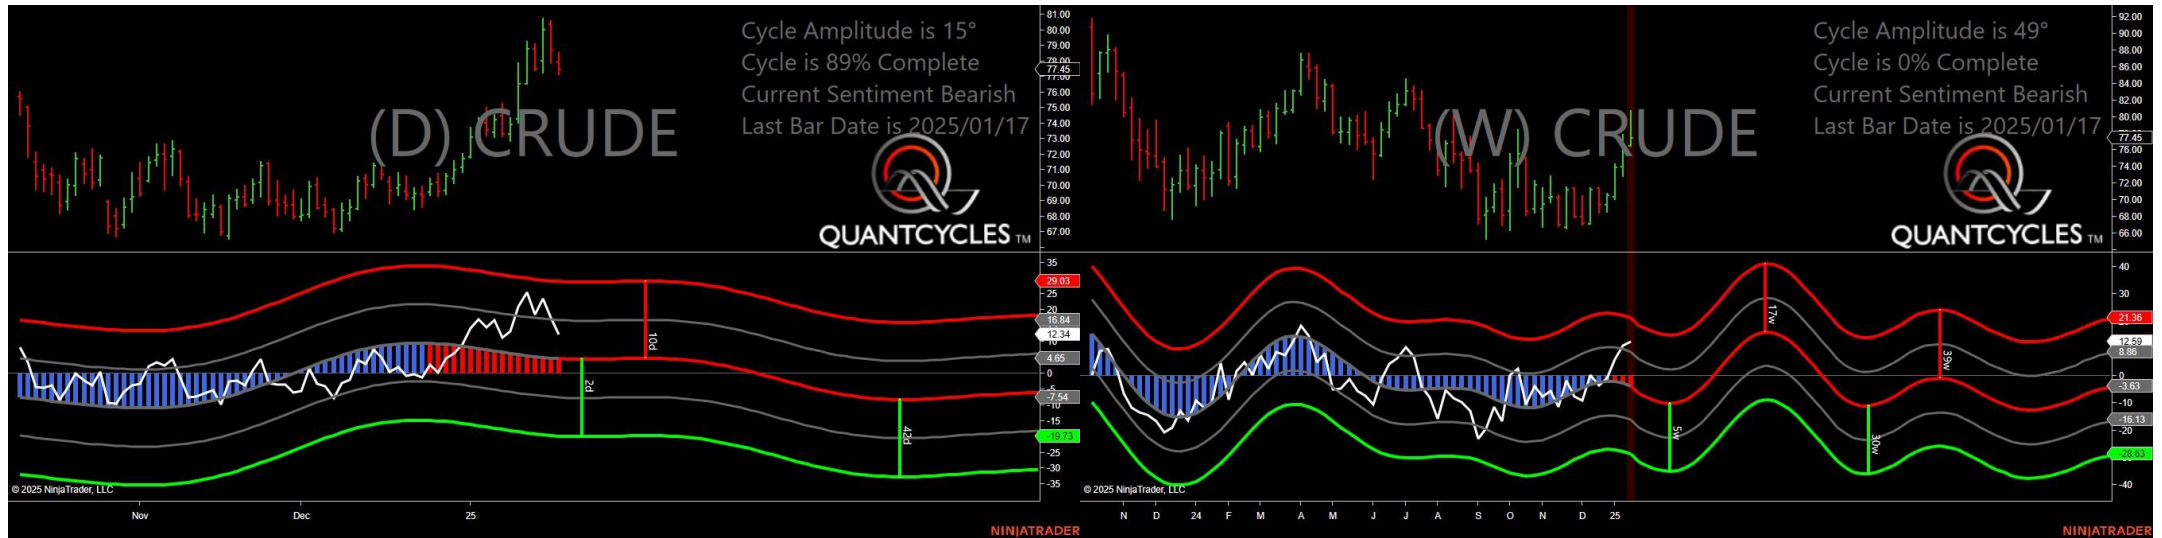 Cycle Amplitude is 15°
Cycle is 89% Complete
Current Sentiment Bearish
Last Bar Date is 2025/01/17
(D) CRUDE
QUANTCYCLES TM
81.00
80.00
79.00
78.00
77.45
77.00
76.00
75.00
74.00
73.00
72.00
71.00
70.00
69.00
68.00
67.00
35
29.03
25
20
16.84
12.34
10
4.65
0
-5
-7.54
-10
-15
-19.73
-25
-30
-35
10d
2d
42d
© 2025 NinjaTrader, LLC
Nov
Dec
25
NINJATRADER
Cycle Amplitude is 49°
Cycle is 0% Complete
Current Sentiment Bearish
Last Bar Date is 2025/01/17
(W) CRUDE
QUANTCYCLES TM
92.00
90.00
88.00
86.00
84.00
82.00
80.00
77.45
76.00
74.00
72.00
70.00
68.00
66.00
40
30
21.36
12.59
8.86
0
-3.63
-10
-16.13
-20
-28.63
-40
17w
39w
5w
30w
© 2025 NinjaTrader, LLC
N D 24 F M A M J J A S O N D 25
NINJATRADER